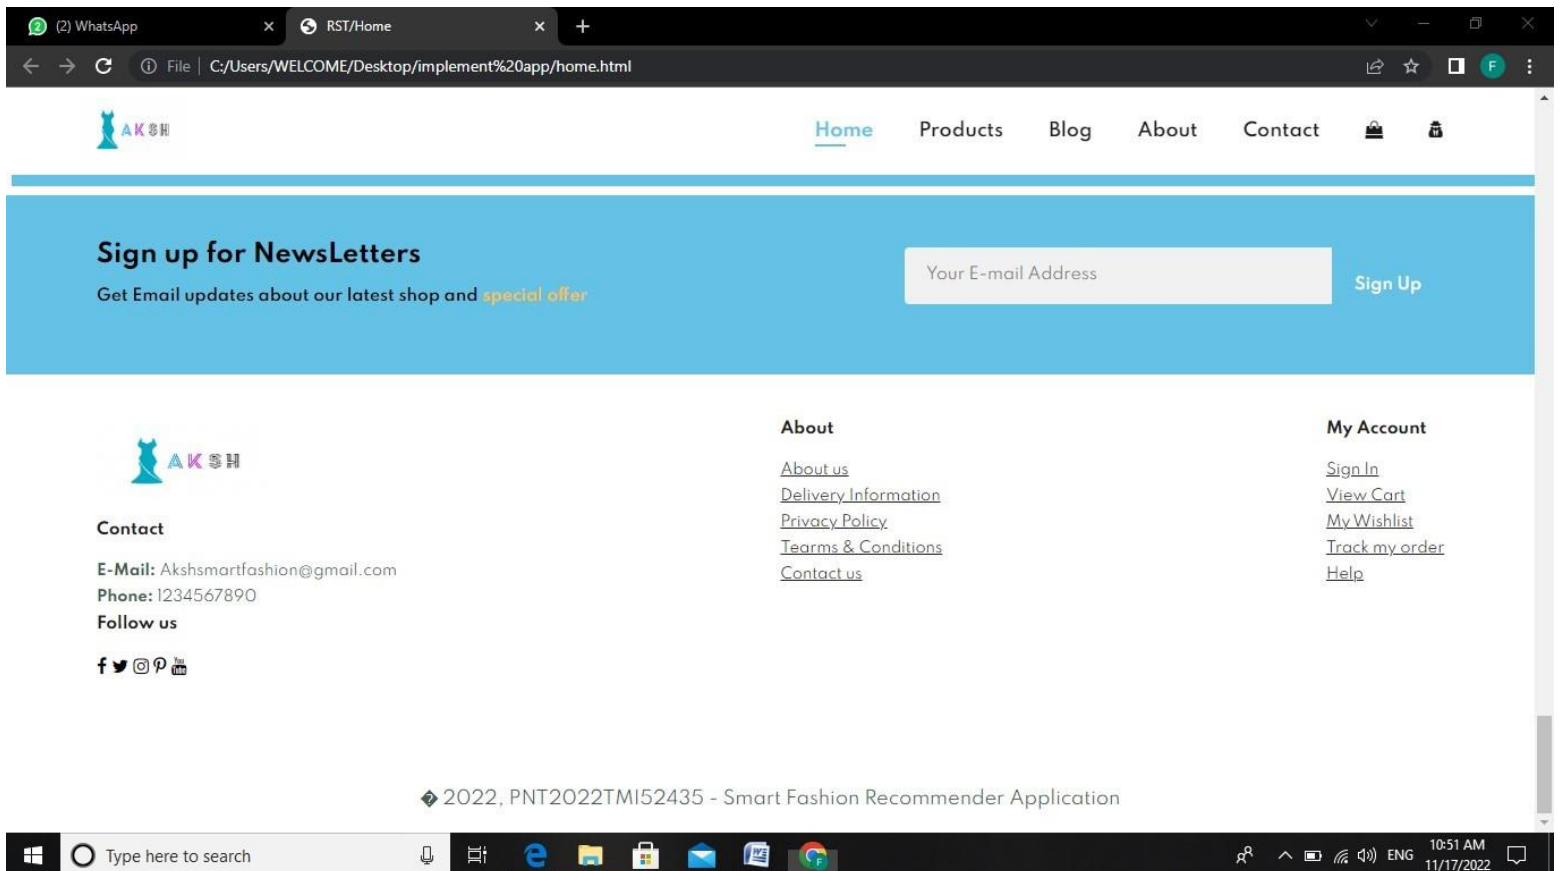 2 (2) WhatsApp
RST/Home
File | C:/Users/WELCOME/Desktop/implement%20app/home.html
F
AKSH
Home Products Blog About Contact
Sign up for NewsLetters
Get Email updates about our latest shop and special offer
Your E-mail Address
Sign Up
AKSH
Contact
E-Mail: Akshsmartfashion@gmail.com
Phone: 1234567890
Follow us
You Tube
About
About us
Delivery Information
Privacy Policy
Tearms & Conditions
Contact us
My Account
Sign In
View Cart
My Wishlist
Track my order
Help
� 2022, PNT2022TMI52435 - Smart Fashion Recommender Application
Type here to search
ENG
10:51 AM
11/17/2022